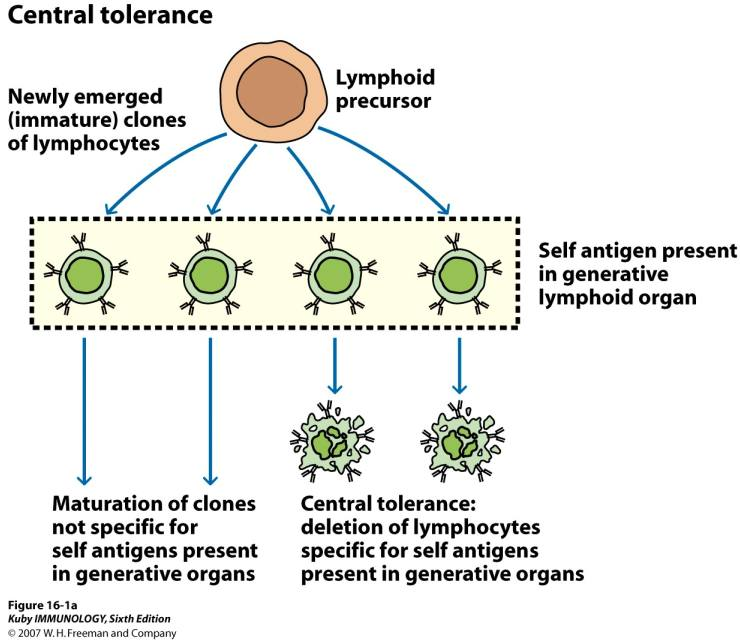 Central tolerance
Lymphoid
precursor
Newly emerged
(immature) clones
of lymphocytes
Self antigen present
in generative
lymphoid organ
Maturation of clones
not specific for
self antigens present
in generative organs
Central tolerance:
deletion of lymphocytes
specific for self antigens
present in generative organs
Figure 16-1a
Kuby IMMUNOLOGY, Sixth Edition
© 2007 W. H. Freeman and Company